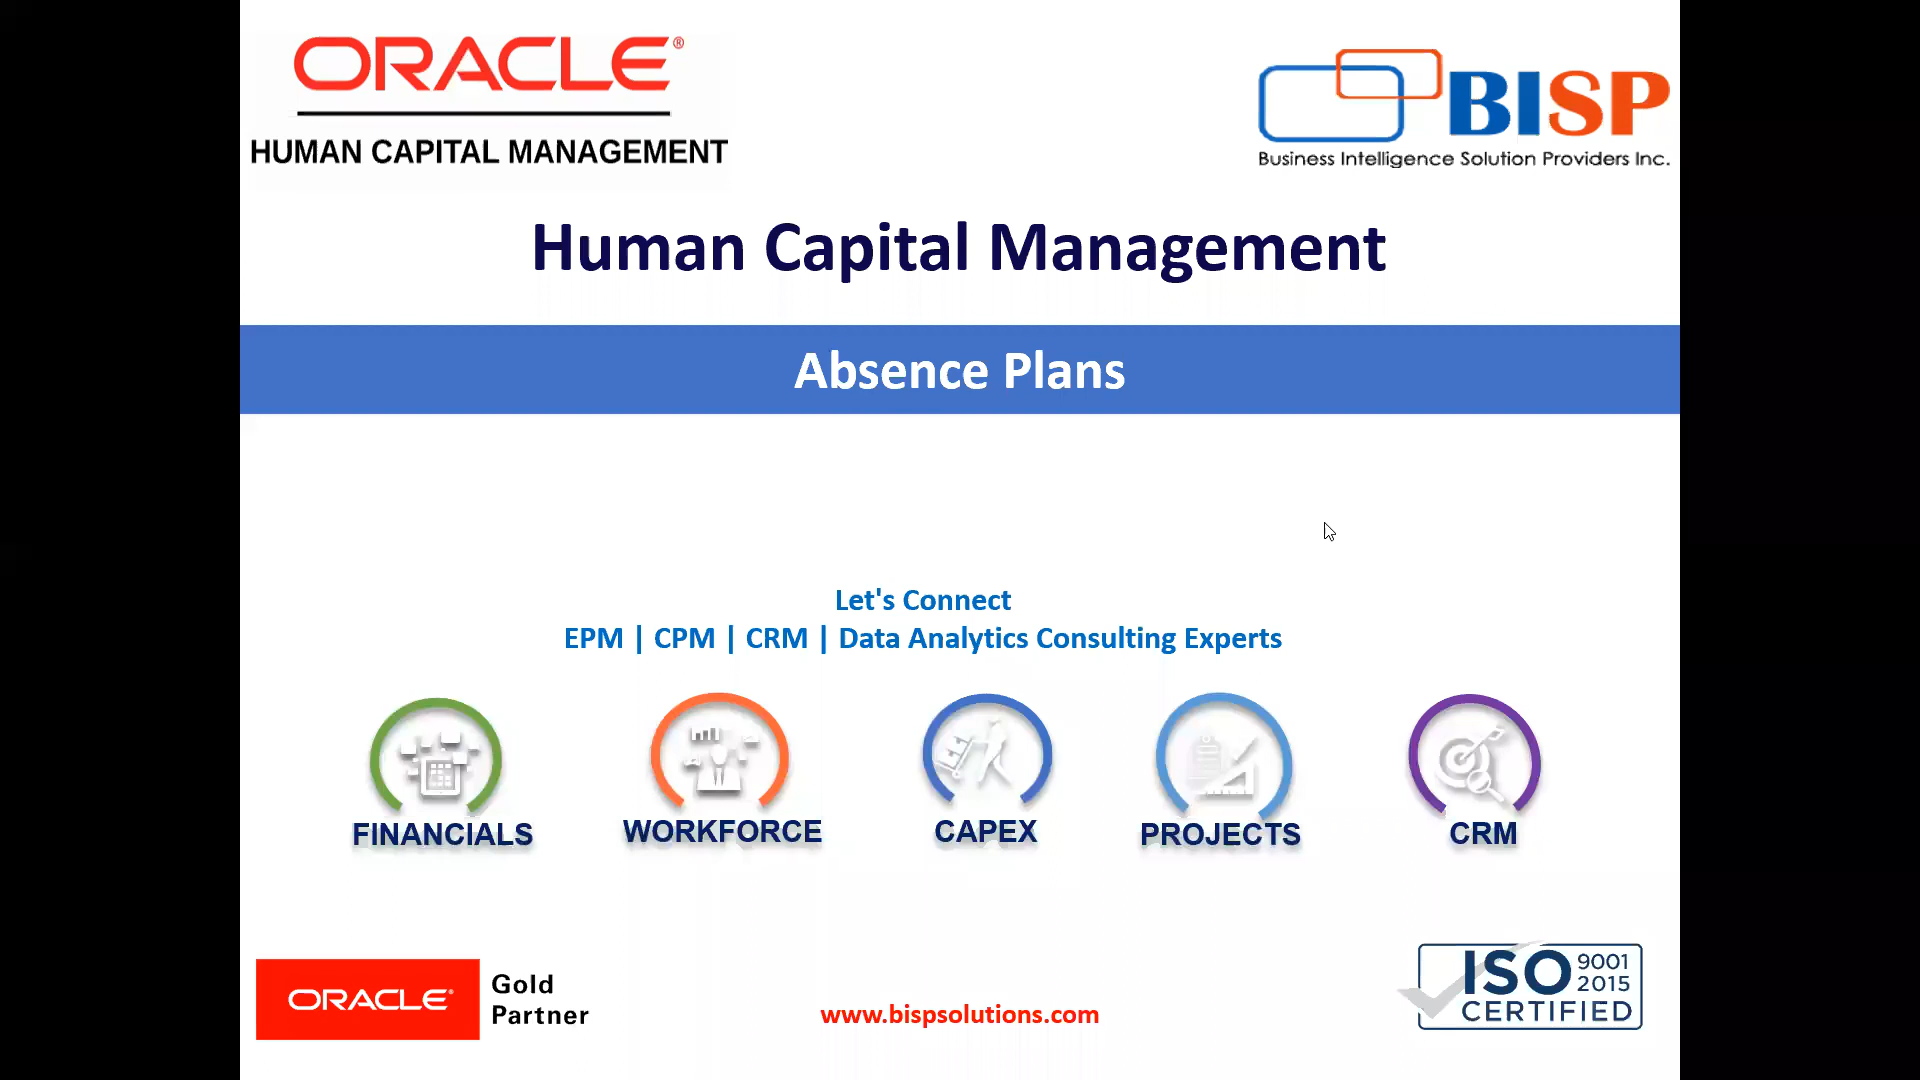 ORACLE®
HUMAN CAPITAL MANAGEMENT
BISP
Business Intelligence Solution Providers Inc.
Human Capital Management
Absence Plans
Let's Connect
EPM | CPM | CRM | Data Analytics Consulting Experts
FINANCIALS
WORKFORCE
CAPEX
PROJECTS
CRM
ORACLE®
Gold
Partner
www.bispsolutions.com
ISO
9001
2015
CERTIFIED